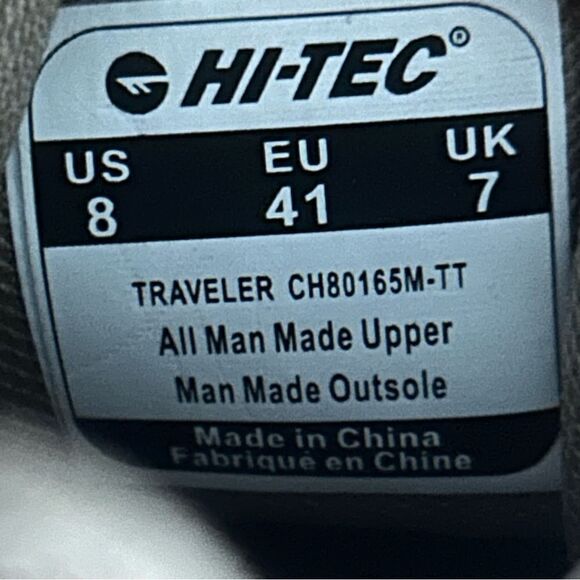 HI-TEC®
US EU UK
8 41 7
TRAVELER CH80165M-TT
All Man Made Upper
Man Made Outsole
Made in China
Fabriqué en Chine